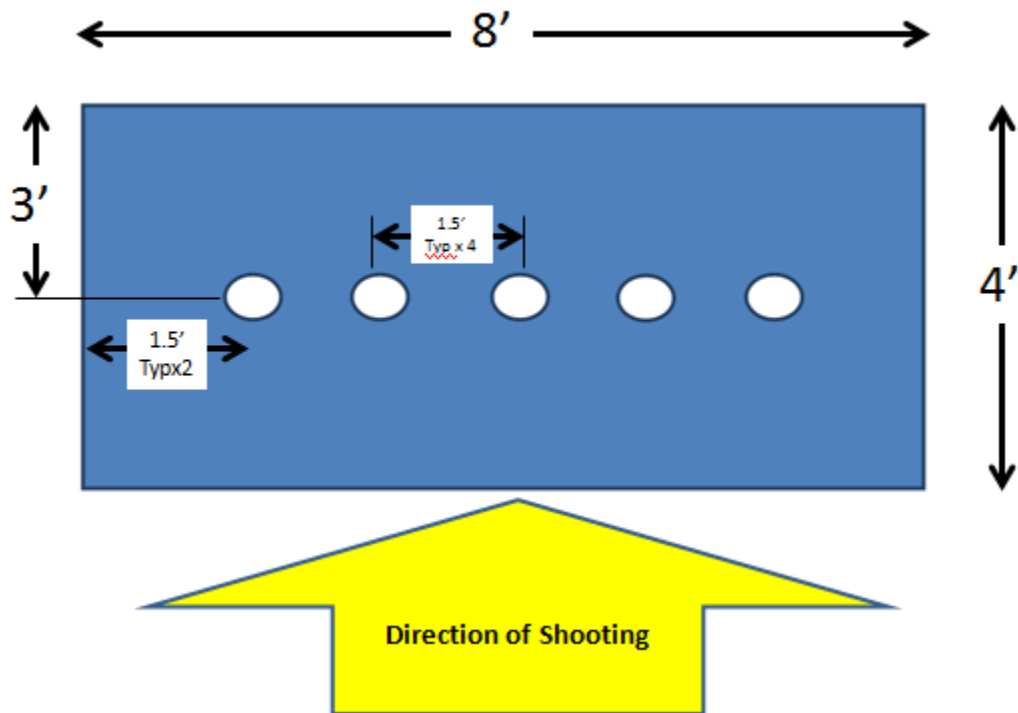 8’
3’
1.5’
Typ x 4
4’
1.5’
Typx2
Direction of Shooting